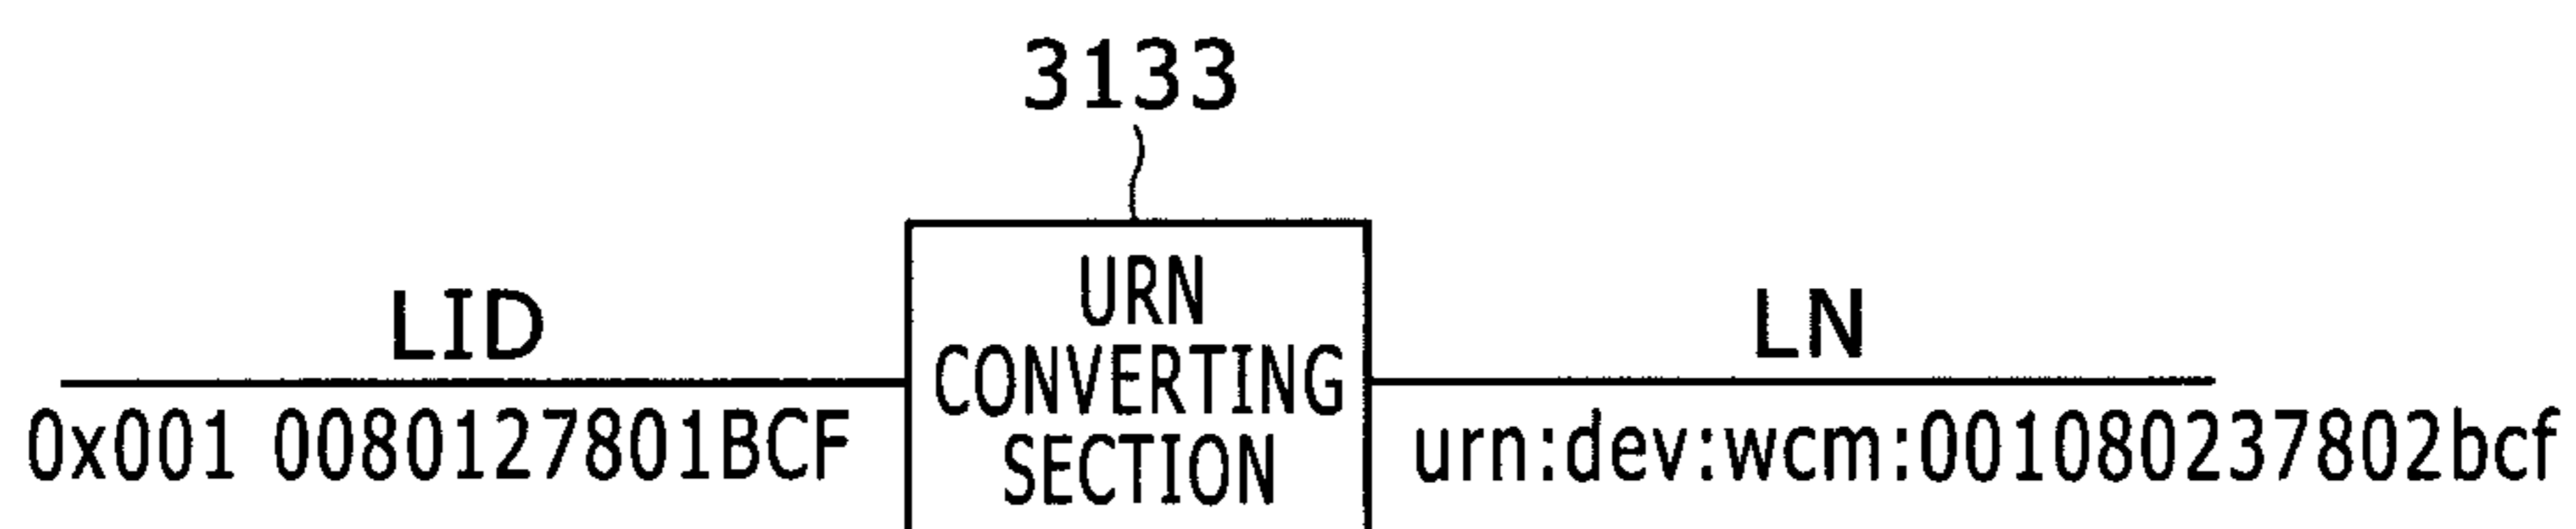 3133
LID
0x001 0080127801BCF
URN
CONVERTING
SECTION
LN
urn:dev:wcm:001080237802bcf